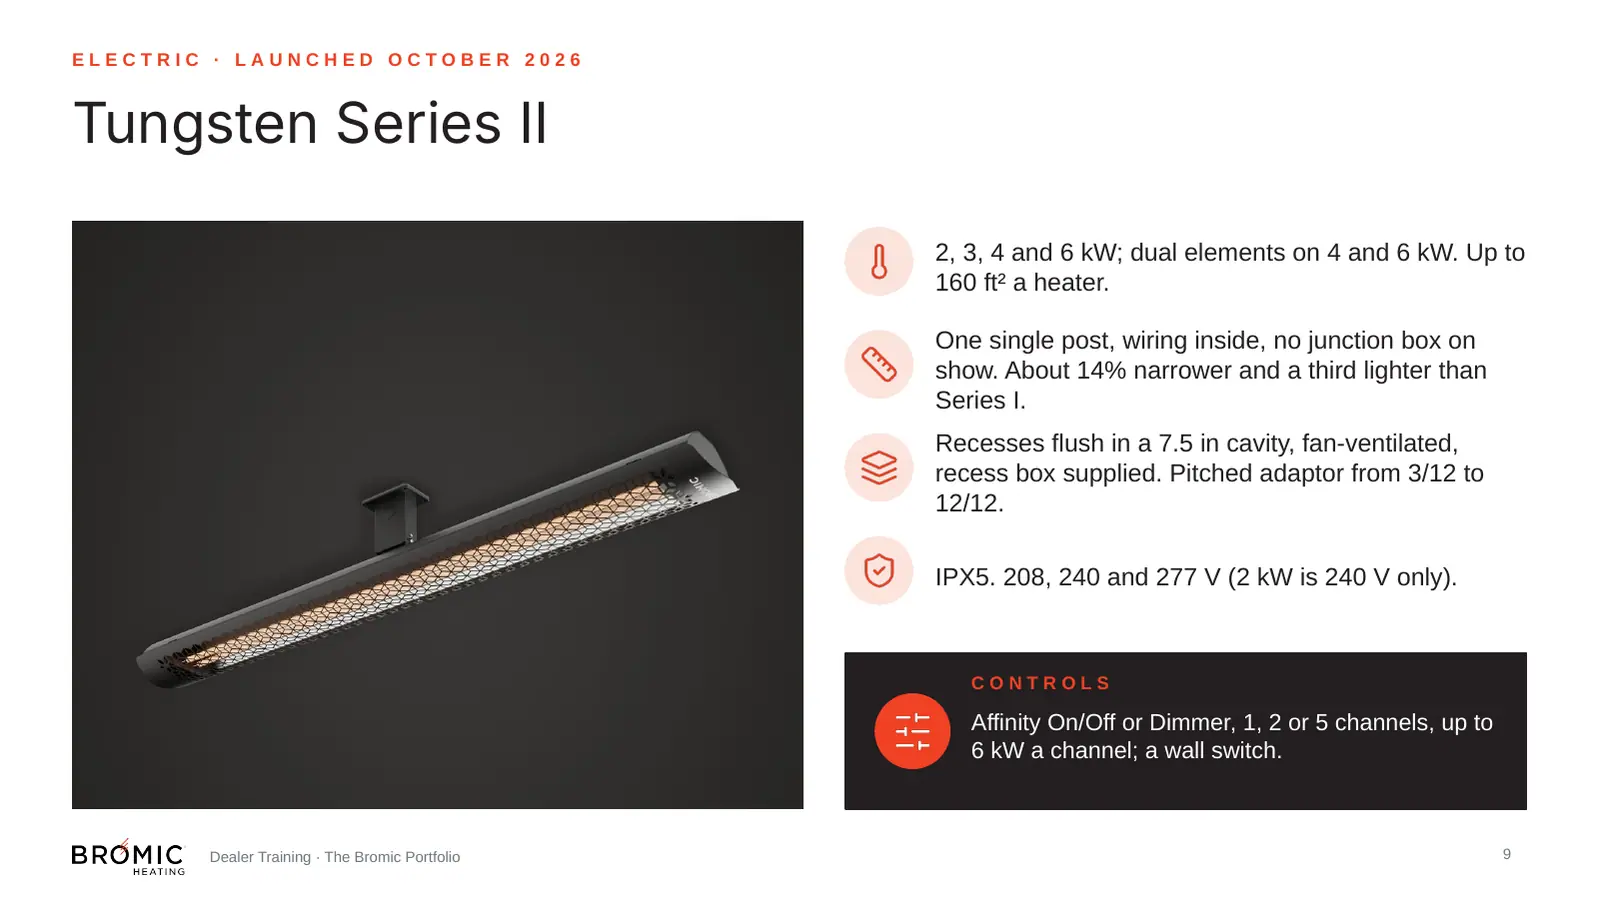 ELECTRIC · LAUNCHED OCTOBER 2026
Tungsten Series II
2, 3, 4 and 6 kW; dual elements on 4 and 6 kW. Up to
160 ft² a heater.
One single post, wiring inside, no junction box on
show. About 14% narrower and a third lighter than
Series I.
Recesses flush in a 7.5 in cavity, fan-ventilated,
recess box supplied. Pitched adaptor from 3/12 to
12/12.
IPX5. 208, 240 and 277 V (2 kW is 240 V only).
CONTROLS
Affinity On/Off or Dimmer, 1, 2 or 5 channels, up to
6 kW a channel; a wall switch.
BROMIC
HEATING
Dealer Training · The Bromic Portfolio
9